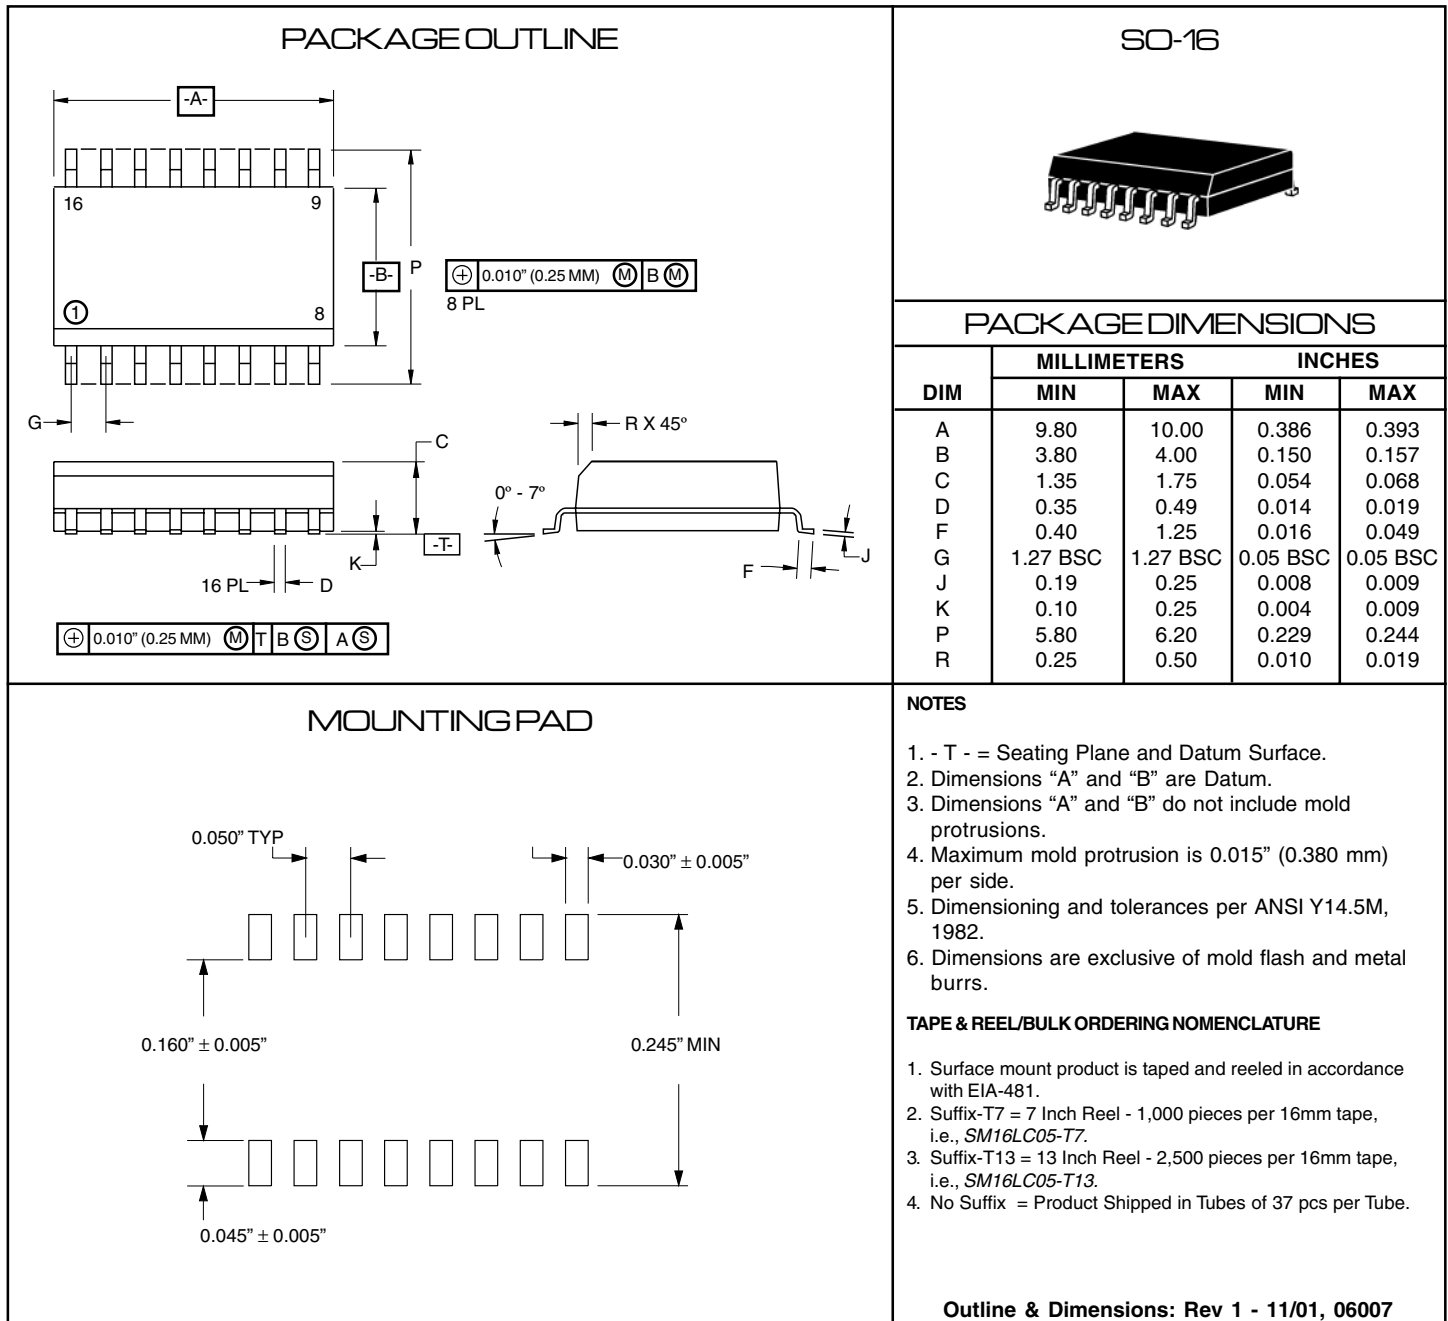 PACKAGE OUTLINE
-A-
16
9
1
8
-B-
P
⌖ 0.010” (0.25 MM) Ⓜ B Ⓜ
8 PL
G
C
R X 45º
0º - 7º
-T-
K
16 PL
D
F
J
⌖ 0.010” (0.25 MM) Ⓜ T B Ⓢ A Ⓢ
SO-16
PACKAGE DIMENSIONS
MILLIMETERS INCHES
DIM MIN MAX MIN MAX
A 9.80 10.00 0.386 0.393
B 3.80 4.00 0.150 0.157
C 1.35 1.75 0.054 0.068
D 0.35 0.49 0.014 0.019
F 0.40 1.25 0.016 0.049
G 1.27 BSC 1.27 BSC 0.05 BSC 0.05 BSC
J 0.19 0.25 0.008 0.009
K 0.10 0.25 0.004 0.009
P 5.80 6.20 0.229 0.244
R 0.25 0.50 0.010 0.019
MOUNTING PAD
0.050” TYP
0.030” ± 0.005”
0.160” ± 0.005”
0.245” MIN
0.045” ± 0.005”
NOTES
1. - T - = Seating Plane and Datum Surface.
2. Dimensions “A” and “B” are Datum.
3. Dimensions “A” and “B” do not include mold
protrusions.
4. Maximum mold protrusion is 0.015” (0.380 mm)
per side.
5. Dimensioning and tolerances per ANSI Y14.5M,
1982.
6. Dimensions are exclusive of mold flash and metal
burrs.
TAPE & REEL/BULK ORDERING NOMENCLATURE
1. Surface mount product is taped and reeled in accordance
with EIA-481.
2. Suffix-T7 = 7 Inch Reel - 1,000 pieces per 16mm tape,
i.e., SM16LC05-T7.
3. Suffix-T13 = 13 Inch Reel - 2,500 pieces per 16mm tape,
i.e., SM16LC05-T13.
4. No Suffix = Product Shipped in Tubes of 37 pcs per Tube.
Outline & Dimensions: Rev 1 - 11/01, 06007